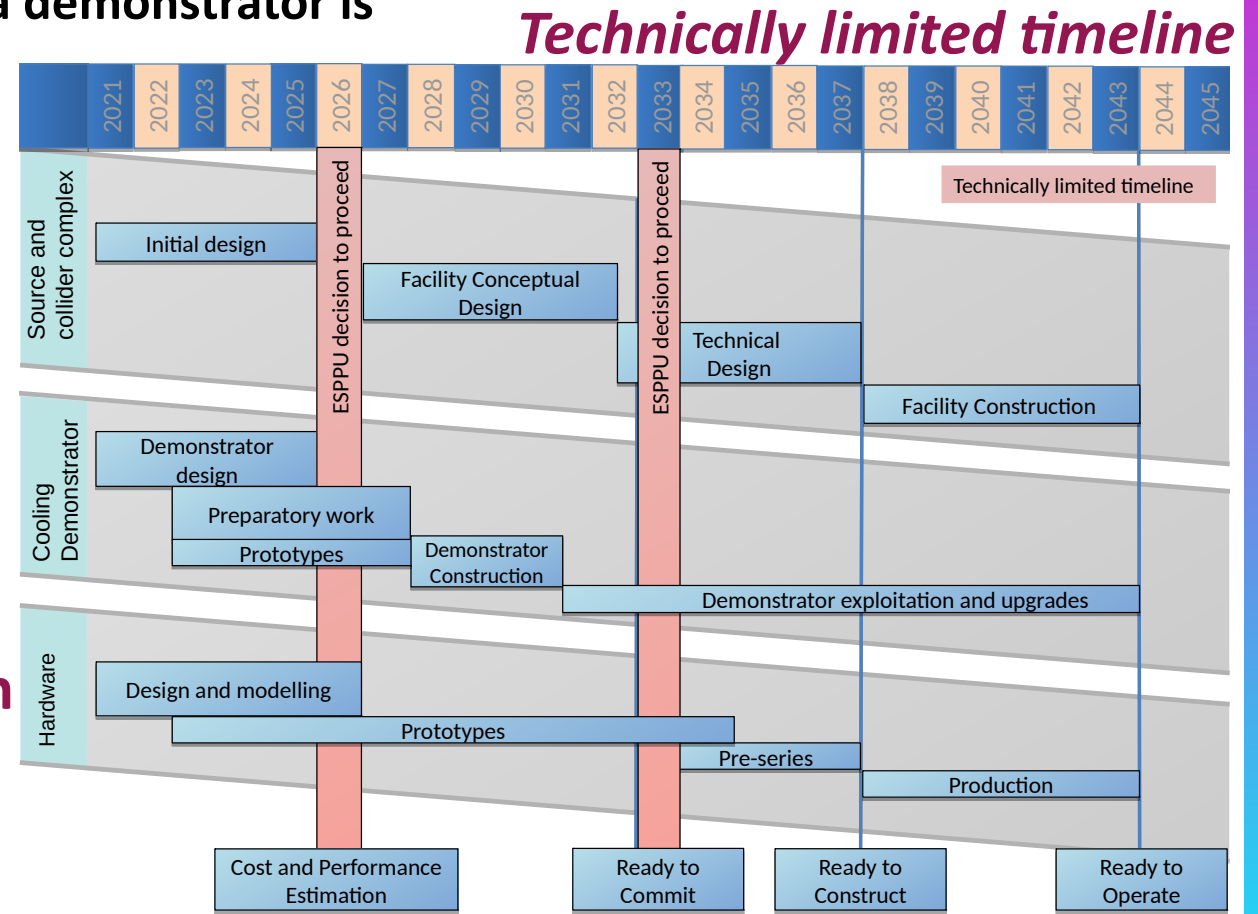 a demonstrator is
Technically limited timeline
2021 2022 2023 2024 2025 2026 2027 2028 2029 2030 2031 2032 2033 2034 2035 2036 2037 2038 2039 2040 2041 2042 2043 2044 2045
Technically limited timeline
Source and
collider complex
ESPPU decision to proceed
ESPPU decision to proceed
Initial design
Facility Conceptual
Design
Technical
Design
Facility Construction
Cooling
Demonstrator
Demonstrator
design
Preparatory work
Prototypes
Demonstrator
Construction
Demonstrator exploitation and upgrades
Hardware
Design and modelling
Prototypes
Pre-series
Production
Cost and Performance
Estimation
Ready to
Commit
Ready to
Construct
Ready to
Operate